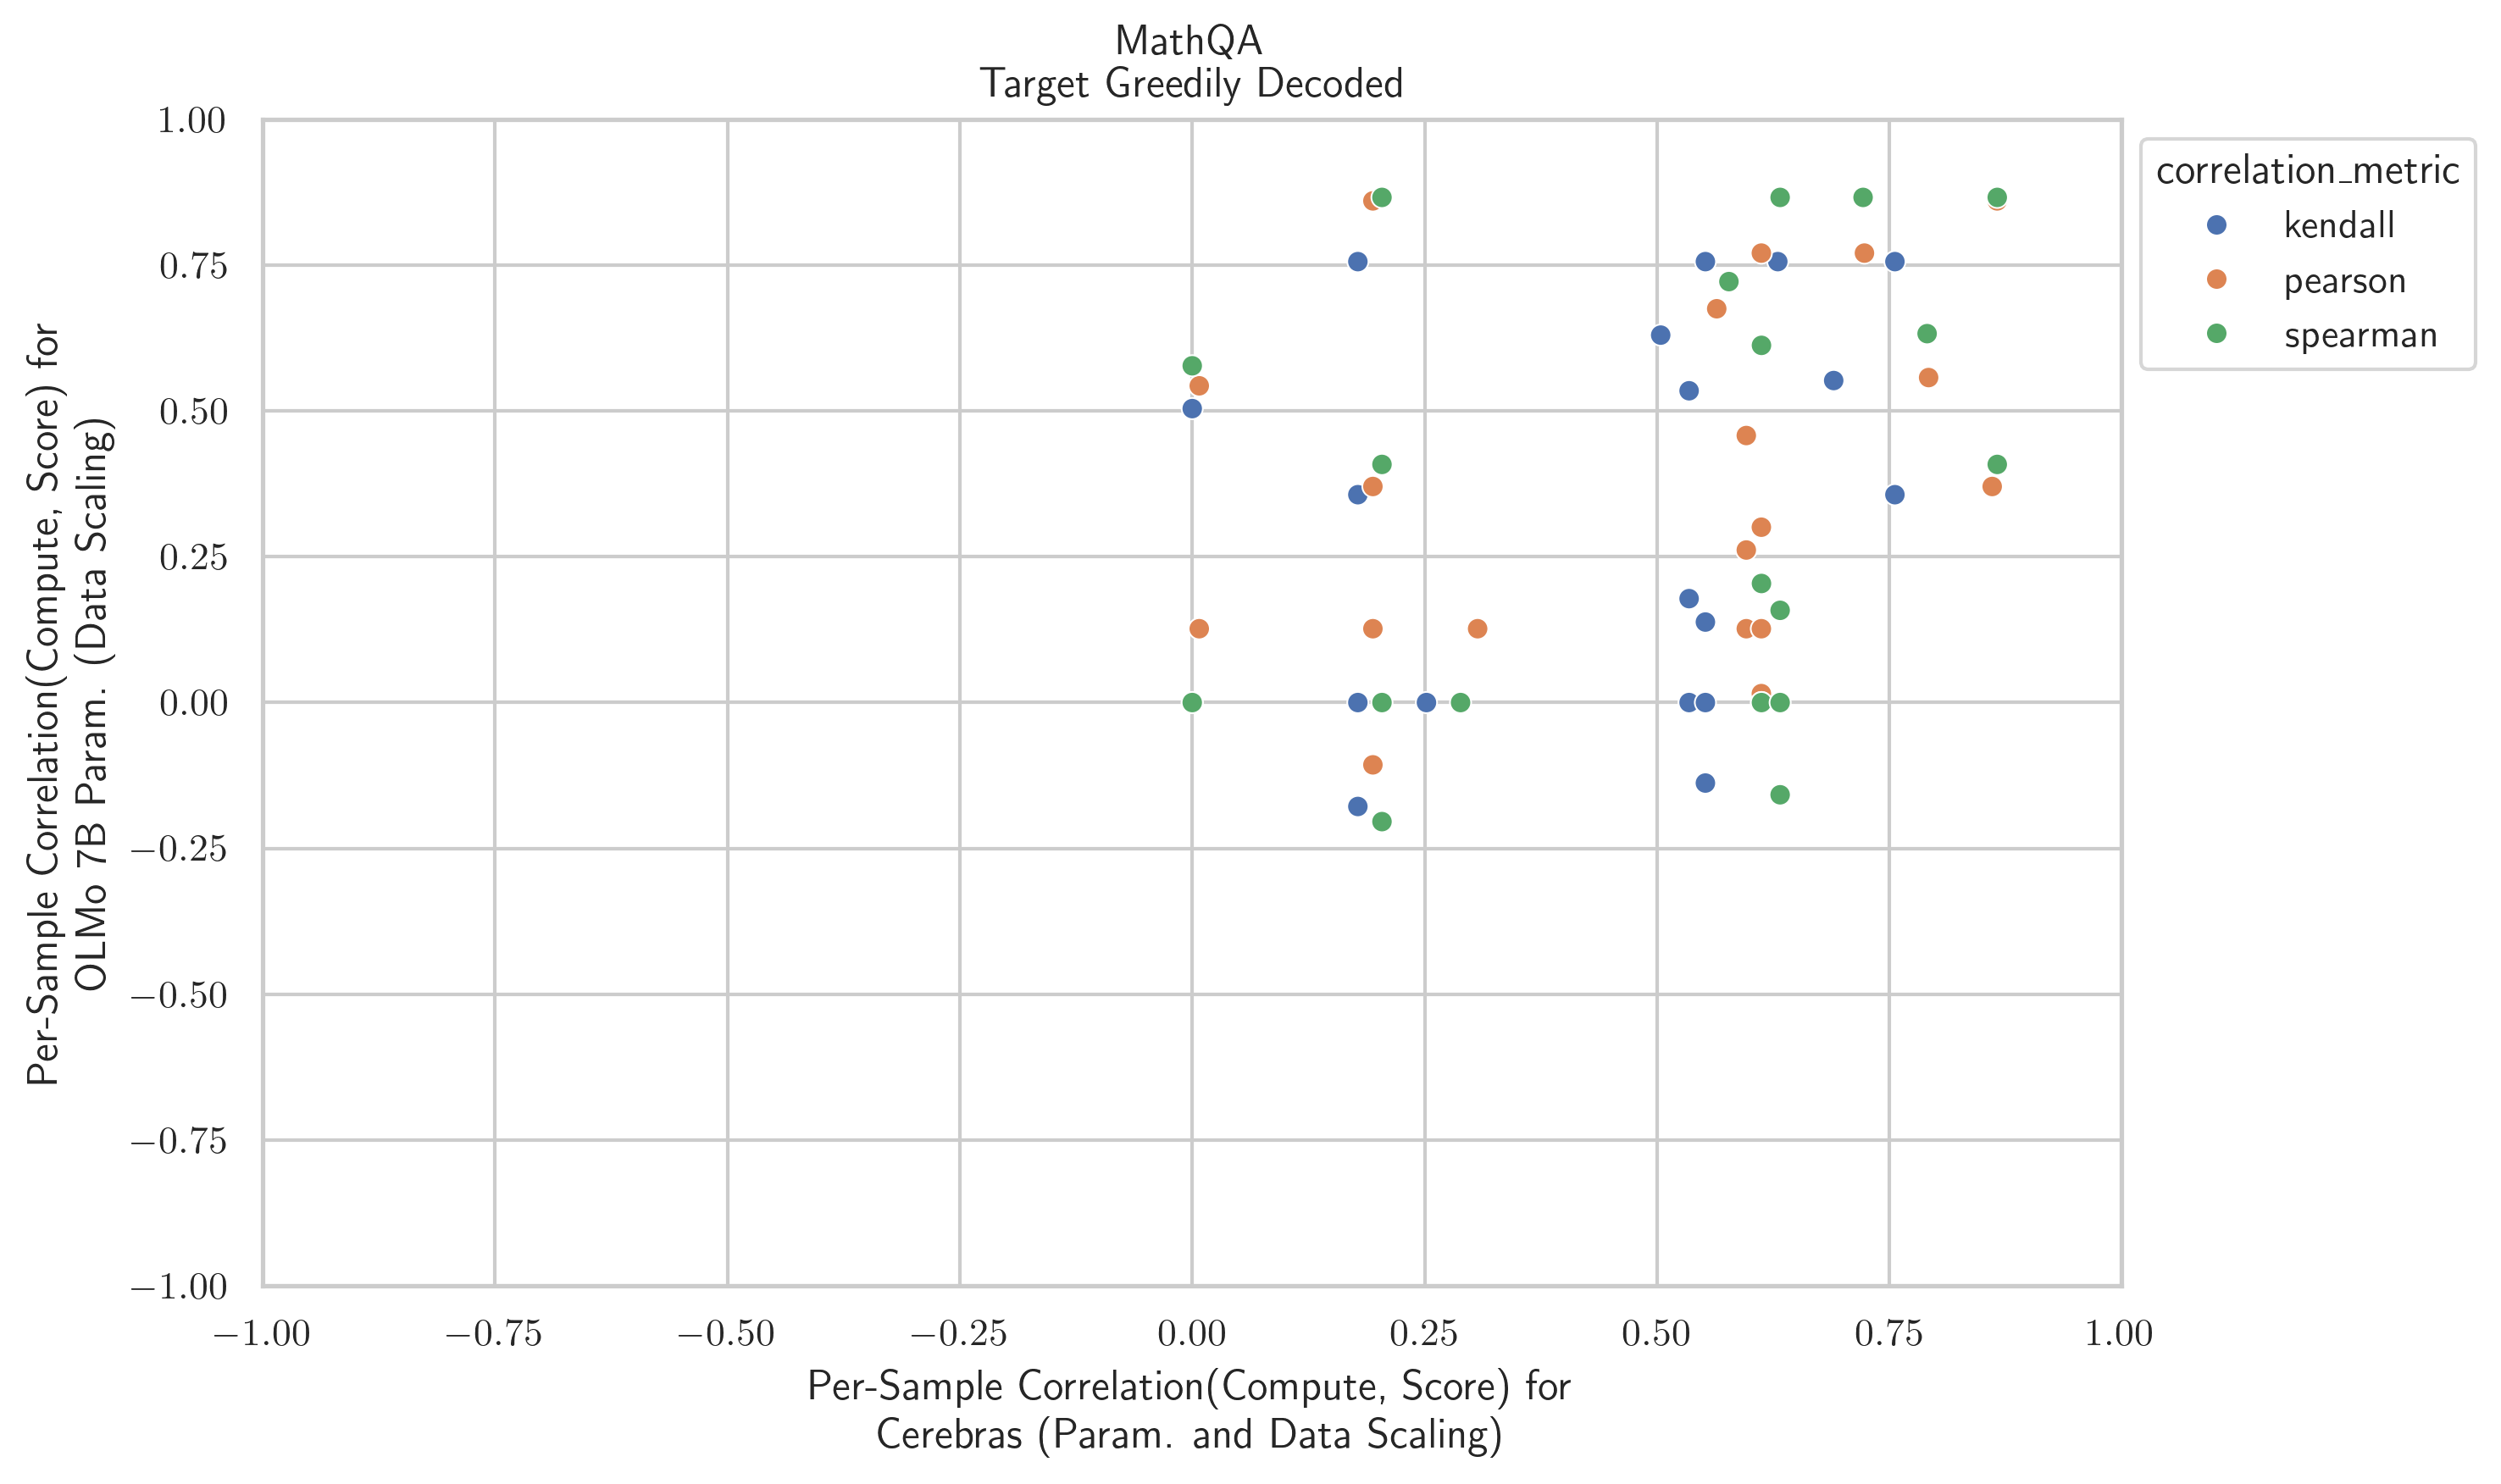 MathQA
Target Greedily Decoded
Per-Sample Correlation(Compute, Score) for
OLMo 7B Param. (Data Scaling)
1.00
0.75
0.50
0.25
0.00
−0.25
−0.50
−0.75
−1.00
−1.00 −0.75 −0.50 −0.25 0.00 0.25 0.50 0.75 1.00
Per-Sample Correlation(Compute, Score) for
Cerebras (Param. and Data Scaling)
correlation_metric
kendall
pearson
spearman